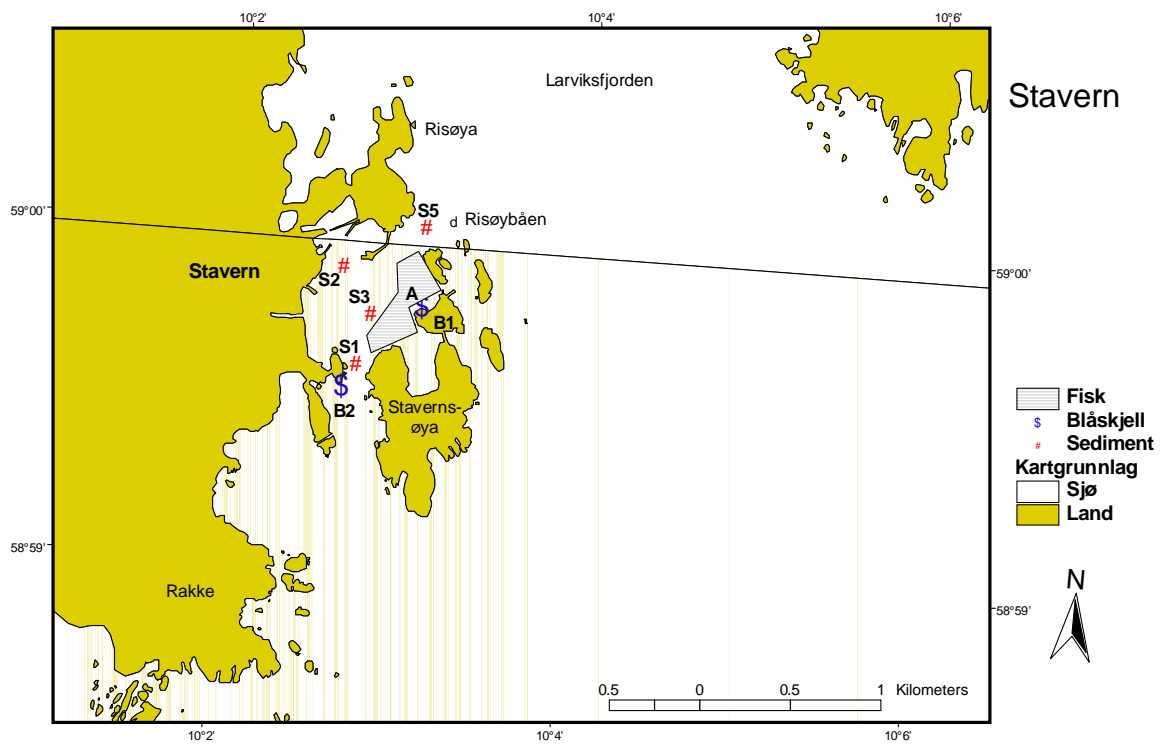 10°2'
10°4'
10°6'
Larviksfjorden
Stavern
Risøya
59°00'
S5
#
d
Risøybåen
Stavern
S2
#
59°00'
S3
#
A
$
B1
S1
#
$
B2
Staverns-
øya
Fisk
$ Blåskjell
# Sediment
Kartgrunnlag
Sjø
Land
58°59'
Rakke
58°59'
N
0.5 0 0.5 1 Kilometers
10°2'
10°4'
10°6'